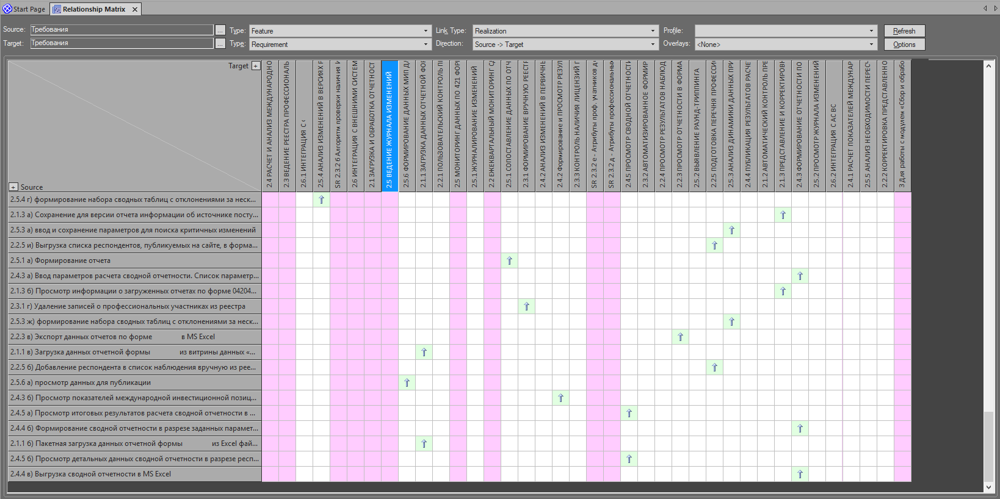 Start Page
Relationship Matrix
Source: Требования ... Type: Feature Link Type: Realization Profile: Refresh
Target: Требования ... Type: Requirement Direction: Source -> Target Overlays: <None> Options
Target +
+ Source
2.4 РАСЧЕТ И АНАЛИЗ МЕЖДУНАРОДНО
2.3 ВЕДЕНИЕ РЕЕСТРА ПРОФЕССИОНАЛЬ
2.6.1 ИНТЕГРАЦИЯ С
2.5.4 АНАЛИЗ ИЗМЕНЕНИЙ В ВЕРСИЯХ
SR 2.3.2 б Алгоритм проверки наличия
2.6 ИНТЕГРАЦИЯ С ВНЕШНИМИ СИСТЕМ
2.1 ЗАГРУЗКА И ОБРАБОТКА ОТЧЕТНОСТ
2.5 ВЕДЕНИЕ ЖУРНАЛА ИЗМЕНЕНИЙ
2.5.6 ФОРМИРОВАНИЕ ДАННЫХ МИП
2.1.1 ЗАГРУЗКА ДАННЫХ ОТЧЕТНОЙ ФОР
2.2.1 ПОЛЬЗОВАТЕЛЬСКИЙ КОНТРОЛЬ
2.5 МОНИТОРИНГ ДАННЫХ ПО 421 ФОР
2.5.1 ЖУРНАЛИРОВАНИЕ ИЗМЕНЕНИЙ
2.2 ЕЖЕКВАРТАЛЬНЫЙ МОНИТОРИНГ
2.5.1 СОПОСТАВЛЕНИЕ ДАННЫХ ПО ОТЧ
2.3.1 ФОРМИРОВАНИЕ ВРУЧНУЮ РЕЕСТР
2.4.2 АНАЛИЗ ИЗМЕНЕНИЙ В ПЕРВИЧНЫ
2.4.2 Формирование и ПРОСМОТР РЕЗУЛ
2.3.3 КОНТРОЛЬ НАЛИЧИЯ ЛИЦЕНЗИЙ
SR 2.3.2 е - Атрибуты проф. учатников
SR 2.3.2 д - Атрибуты профессиональных
2.4.5 ПРОСМОТР СВОДНОЙ ОТЧЕТНОСТИ
2.3.2 АВТОМАТИЗИРОВАННОЕ ФОРМИР
2.2.4 ПРОСМОТР РЕЗУЛЬТАТОВ НАБЛЮД
2.2.3 ПРОСМОТР ОТЧЕТНОСТИ В ФОРМА
2.5.2 ВЫЯВЛЕНИЕ РАУНД-ТРИППИНГА
2.2.5 ПОДГОТОВКА ПЕРЕЧНЯ ПРОФЕССИ
2.5.3 АНАЛИЗ ДИНАМИКИ ДАННЫХ ПРИ
2.4.4 ПУБЛИКАЦИЯ РЕЗУЛЬТАТОВ РАСЧЕ
2.1.2 АВТОМАТИЧЕСКИЙ КОНТРОЛЬ ПРЕ
2.1.3 ПРЕДСТАВЛЕНИЕ И КОРРЕКТИРОВ
2.4.3 ФОРМИРОВАНИЕ ОТЧЕТНОСТИ ПО
2.5.2 ПРОСМОТР ЖУРНАЛА ИЗМЕНЕНИЙ
2.6.2 ИНТЕГРАЦИЯ С АС ВС
2.4.1 РАСЧЕТ ПОКАЗАТЕЛЕЙ МЕЖДУНАР
2.5.5 АНАЛИЗ НЕОБХОДИМОСТИ ПЕРЕСЧ
2.2.2 КОРРЕКТИРОВКА ПРЕДСТАВЛЕННО
3 Для работы с модулем «Сбор и обрабо
2.5.4 г) формирование набора сводных таблиц с отклонениями за неск...
2.1.3 а) Сохранение для версии отчета информации об источнике посту...
2.5.3 а) ввод и сохранение параметров для поиска критичных изменений
2.2.5 и) Выгрузка списка респондентов, публикуемых на сайте, в форма...
2.5.1 а) Формирование отчета
2.4.3 а) Ввод параметров расчета сводной отчетности. Список параметр...
2.1.3 б) Просмотр информации о загруженных отчетах по форме 04204...
2.3.1 г) Удаление записей о профессиональных участниках из реестра
2.5.3 ж) формирование набора сводных таблиц с отклонениями за неск...
2.2.3 в) Экспорт данных отчетов по форме в MS Excel
2.1.1 в) Загрузка данных отчетной формы из витрины данных «...
2.2.5 б) Добавление респондента в список наблюдения вручную из рее...
2.5.6 а) просмотр данных для публикации
2.4.3 б) Просмотр показателей международной инвестиционной позиц...
2.4.5 а) Просмотр итоговых результатов расчета сводной отчетности в ...
2.4.4 б) Формирование сводной отчетности в разрезе заданных парамет...
2.1.1 б) Пакетная загрузка данных отчетной формы из Excel фай...
2.4.5 б) Просмотр детальных данных сводной отчетности в разрезе респ...
2.4.4 в) Выгрузка сводной отчетности в MS Excel